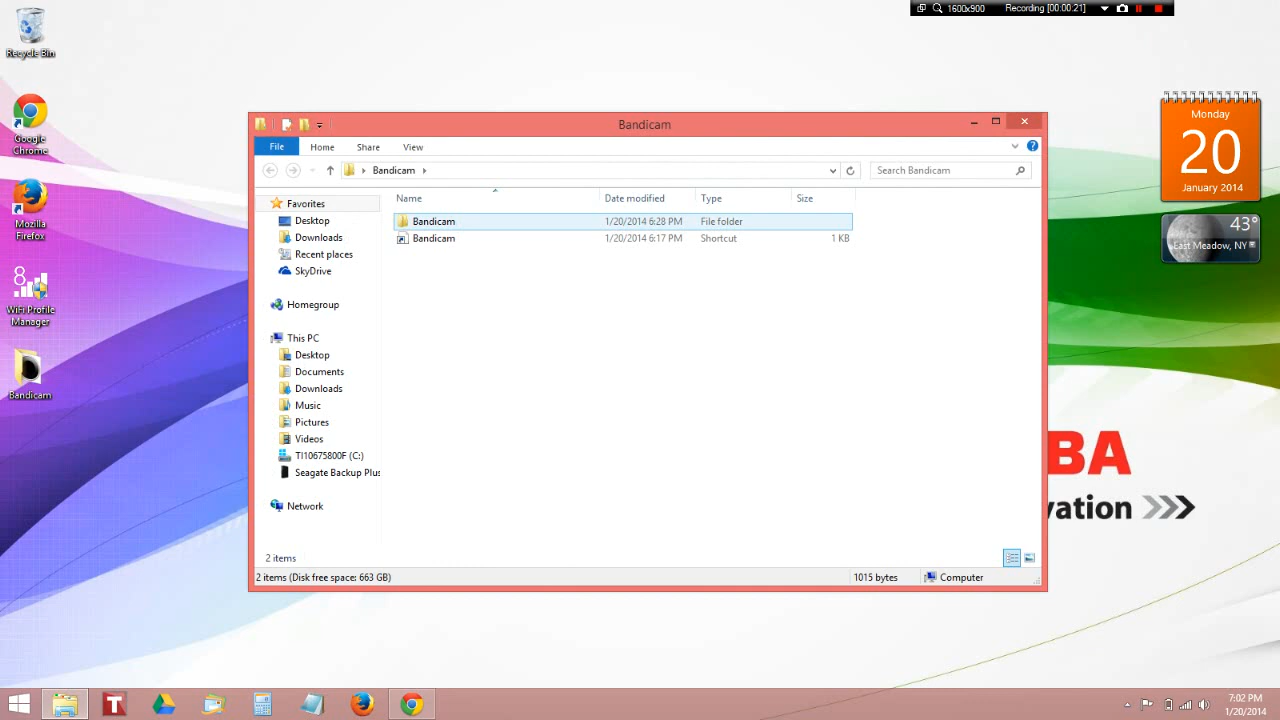 1600x900 Recording [00:00:21]
Recycle Bin
Google
Chrome
Mozilla
Firefox
8
WiFi Profile
Manager
Bandicam
Bandicam
File Home Share View
Bandicam
Search Bandicam
Name Date modified Type Size
Bandicam 1/20/2014 6:28 PM File folder
Bandicam 1/20/2014 6:17 PM Shortcut 1 KB
Favorites
Desktop
Downloads
Recent places
SkyDrive
Homegroup
This PC
Desktop
Documents
Downloads
Music
Pictures
Videos
TI10675800F (C:)
Seagate Backup Plus
Network
2 items
2 items (Disk free space: 663 GB) 1015 bytes Computer
Monday
20
January 2014
43°
East Meadow, NY
BA
vation
T
7:02 PM
1/20/2014